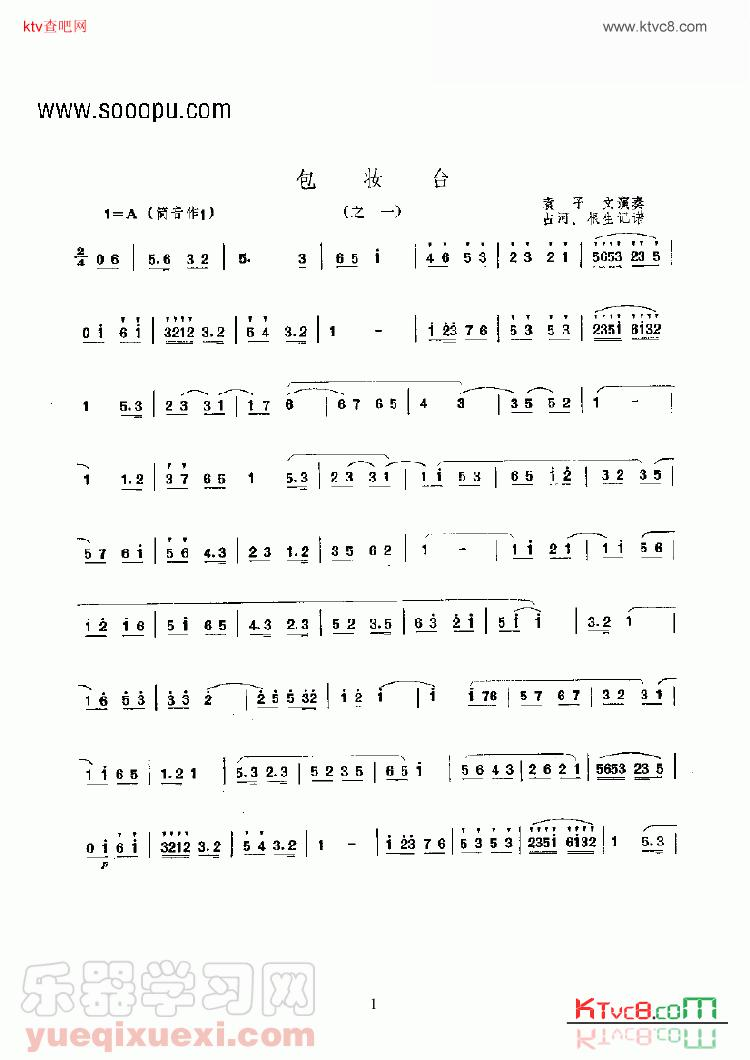 ktv查吧网 www.ktvc8.com
www.sooopu.com
包 妆 台
1=A (筒音作1) (之 一) 袁 子 文演奏
古河、根生记谱
2/4 0 6 | 5.6 3 2 | 5. 3 | 6 5 i | 4 6 5 3 | 2 3 2 1 | 5653 23 5 |
0 i 6 i | 3212 3.2 | 5 4 3.2 | 1 - | i 23 7 6 | 5 3 5 3 | 235i 6i32 |
1 5.3 | 2 3 3 1 | 1 7 6 | 6 7 6 5 | 4 3 | 3 5 5 2 | 1 - |
1 1.2 | 3 7 6 5 1 5.3 | 2 3 3 1 | 1 i 5 3 | 6 5 i 2 | 3 2 3 5 |
5 7 6 i | 5 6 4.3 | 2 3 1.2 | 3 5 6 2 | 1 - | 1 i 2 1 | 1 i 5 6 |
1 2 i 6 | 5 i 6 5 | 4.3 2.3 | 5 2 3.5 | 6 3 2 i | 5 i i | 3.2 1 |
1 6 5 3 | 3 3 2 | 2 5 5 32 | i 2 i | i i 76 | 5 7 6 7 | 3 2 3 1 |
1 i 6 5 | 1.2 1 | 5.3 2.3 | 5 2 3 5 | 6 5 i | 5 6 4 3 | 2 6 2 1 | 5653 23 5 |
0 i 6 i | 3212 3.2 | 5 4 3.2 | 1 - | i 23 7 6 | 5 3 5 3 | 235i 6i32 | 1 5.3 |
p
乐器学习网
yueqixuexi.com
1
KTvc8.com